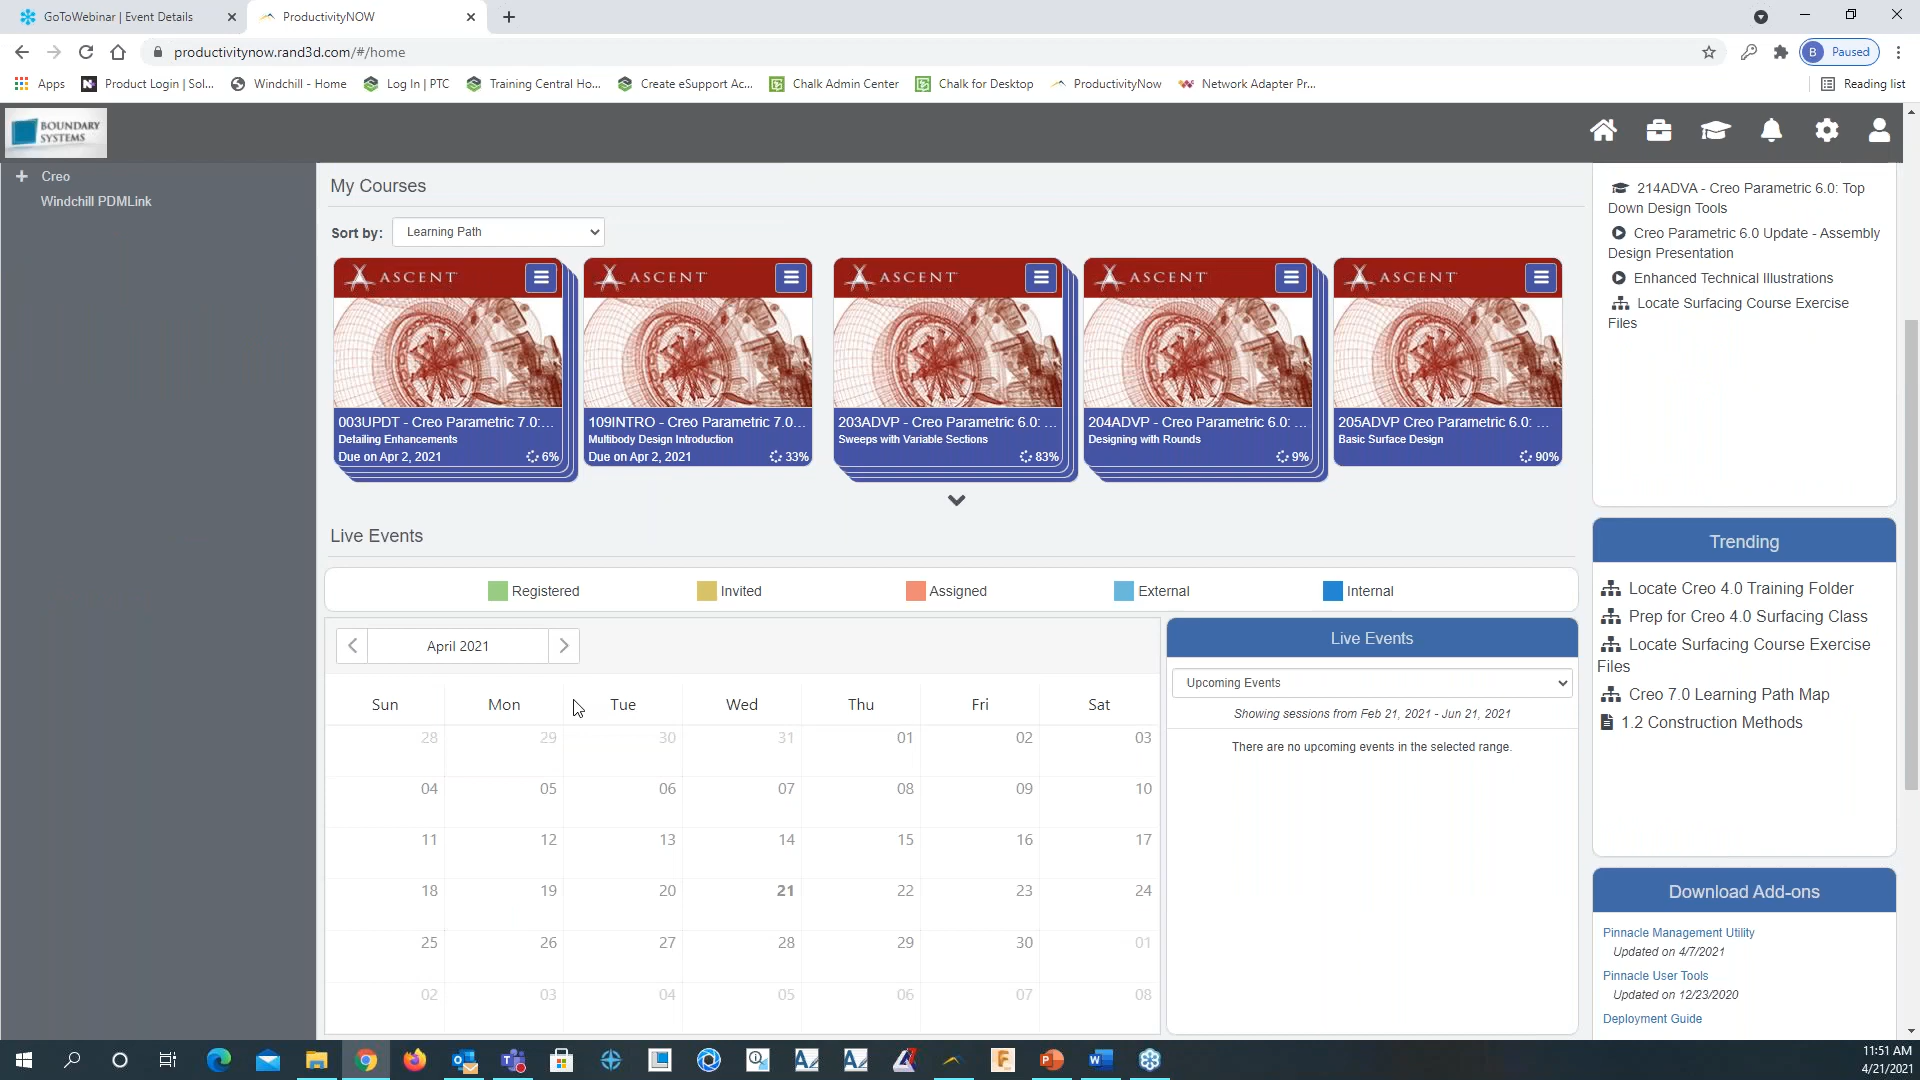 GoToWebinar | Event Details
ProductivityNOW
productivitynow.rand3d.com/#/home
B Paused
Apps
Product Login | Sol...
Windchill - Home
Log In | PTC
Training Central Ho...
Create eSupport Ac...
Chalk Admin Center
Chalk for Desktop
ProductivityNow
Network Adapter Pr...
Reading list
BOUNDARY
SYSTEMS
Creo
Windchill PDMLink
My Courses
Sort by: Learning Path
ASCENT
003UPDT - Creo Parametric 7.0:...
Detailing Enhancements
Due on Apr 2, 2021 6%
ASCENT
109INTRO - Creo Parametric 7.0...
Multibody Design Introduction
Due on Apr 2, 2021 33%
ASCENT
203ADVP - Creo Parametric 6.0: ...
Sweeps with Variable Sections
83%
ASCENT
204ADVP - Creo Parametric 6.0: ...
Designing with Rounds
9%
ASCENT
205ADVP Creo Parametric 6.0: ...
Basic Surface Design
90%
Live Events
Registered Invited Assigned External Internal
April 2021
Sun Mon Tue Wed Thu Fri Sat
28 29 30 31 01 02 03
04 05 06 07 08 09 10
11 12 13 14 15 16 17
18 19 20 21 22 23 24
25 26 27 28 29 30 01
02 03 04 05 06 07 08
Live Events
Upcoming Events
Showing sessions from Feb 21, 2021 - Jun 21, 2021
There are no upcoming events in the selected range.
214ADVA - Creo Parametric 6.0: Top
Down Design Tools
Creo Parametric 6.0 Update - Assembly
Design Presentation
Enhanced Technical Illustrations
Locate Surfacing Course Exercise
Files
Trending
Locate Creo 4.0 Training Folder
Prep for Creo 4.0 Surfacing Class
Locate Surfacing Course Exercise
Files
Creo 7.0 Learning Path Map
1.2 Construction Methods
Download Add-ons
Pinnacle Management Utility
Updated on 4/7/2021
Pinnacle User Tools
Updated on 12/23/2020
Deployment Guide
11:51 AM
4/21/2021